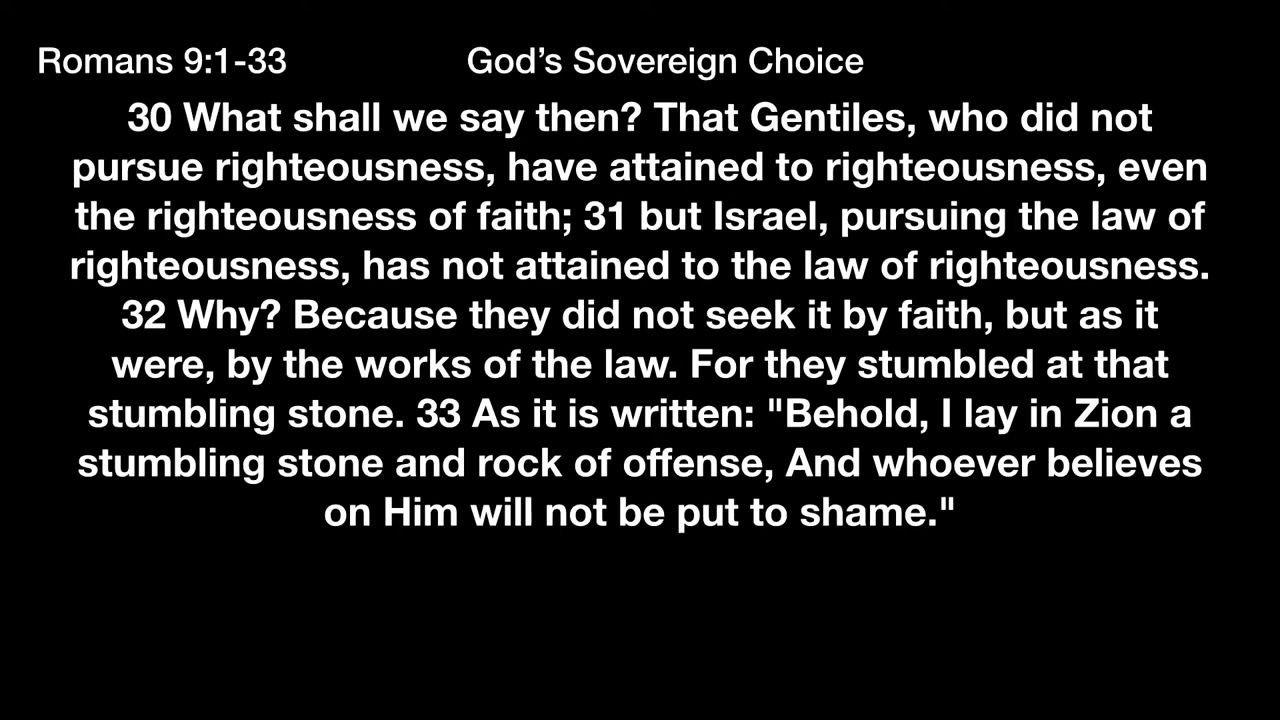 Romans 9:1-33 God’s Sovereign Choice
30 What shall we say then? That Gentiles, who did not
pursue righteousness, have attained to righteousness, even
the righteousness of faith; 31 but Israel, pursuing the law of
righteousness, has not attained to the law of righteousness.
32 Why? Because they did not seek it by faith, but as it
were, by the works of the law. For they stumbled at that
stumbling stone. 33 As it is written: "Behold, I lay in Zion a
stumbling stone and rock of offense, And whoever believes
on Him will not be put to shame."